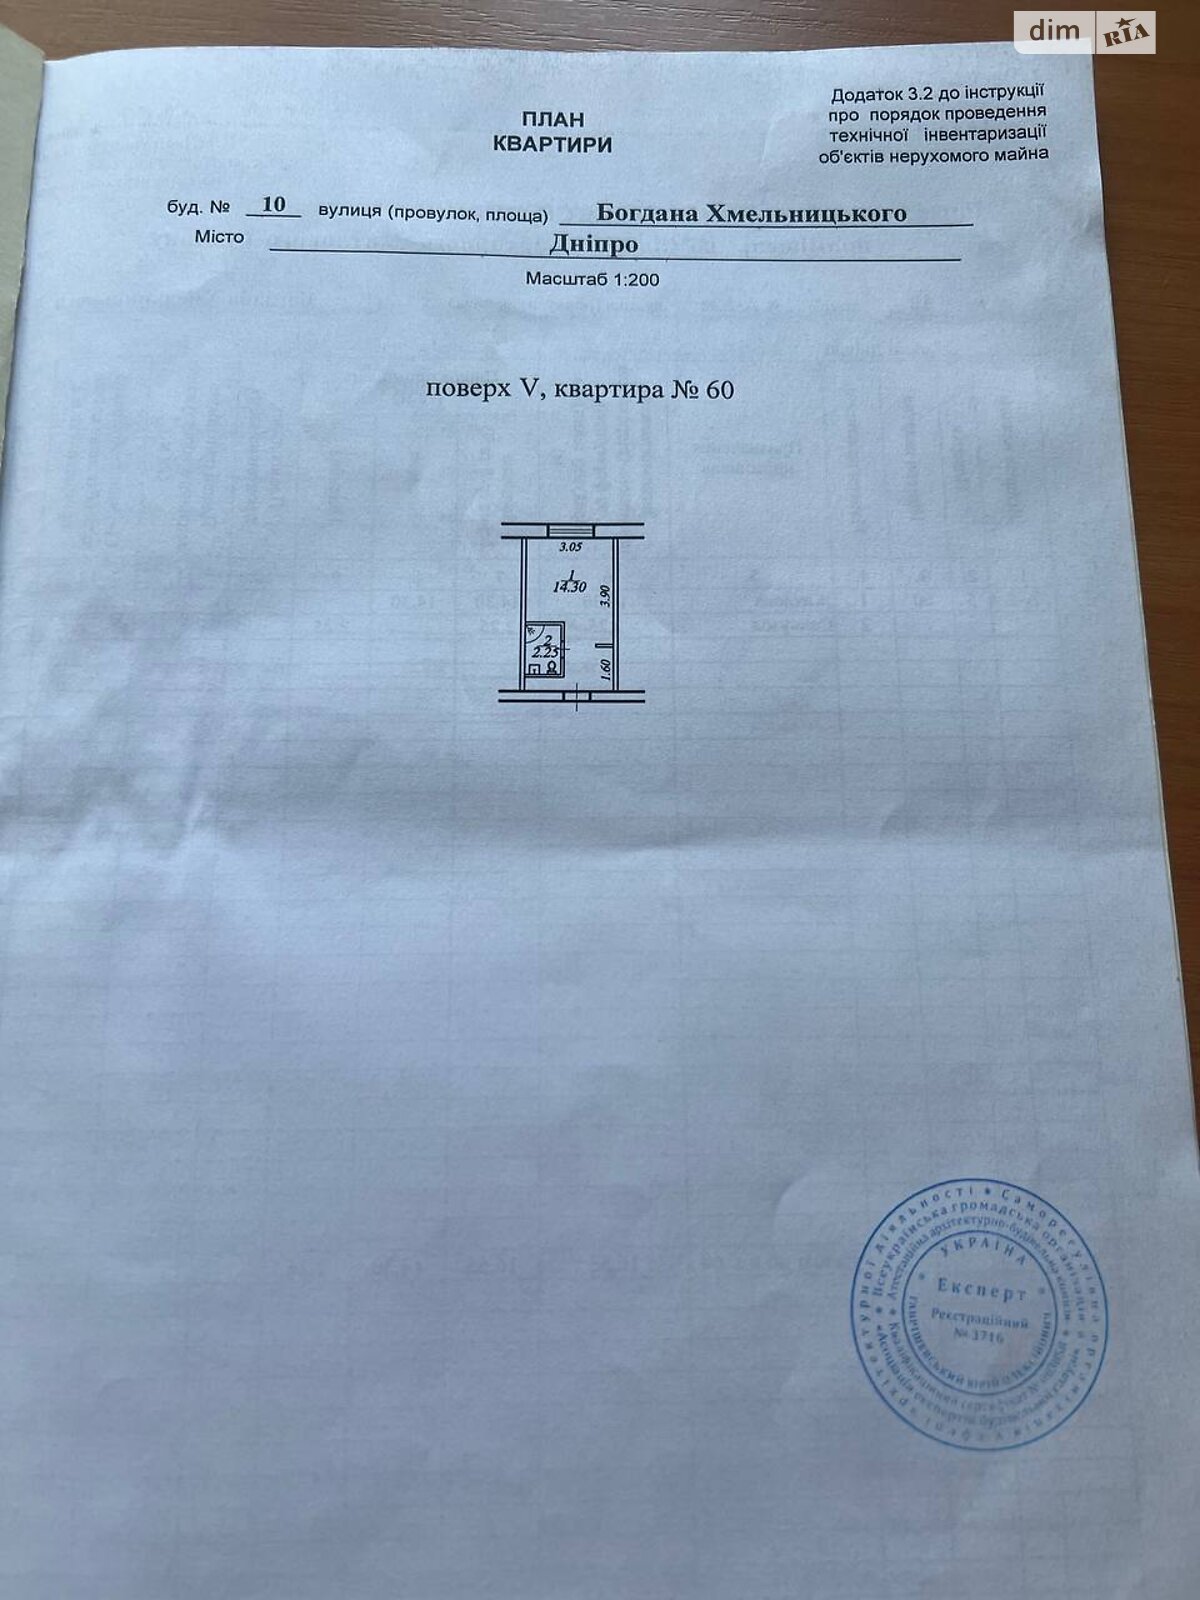 dim RIA
Додаток 3.2 до інструкції
про порядок проведення
технічної інвентаризації
об'єктів нерухомого майна
ПЛАН
КВАРТИРИ
буд. № 10 вулиця (провулок, площа) Богдана Хмельницького
Місто Дніпро
Масштаб 1:200
поверх V, квартира № 60
3.05
1
14.30
3.90
2
2.25
1.60
УКРАЇНА
Експерт
Реєстраційний
№ 3716